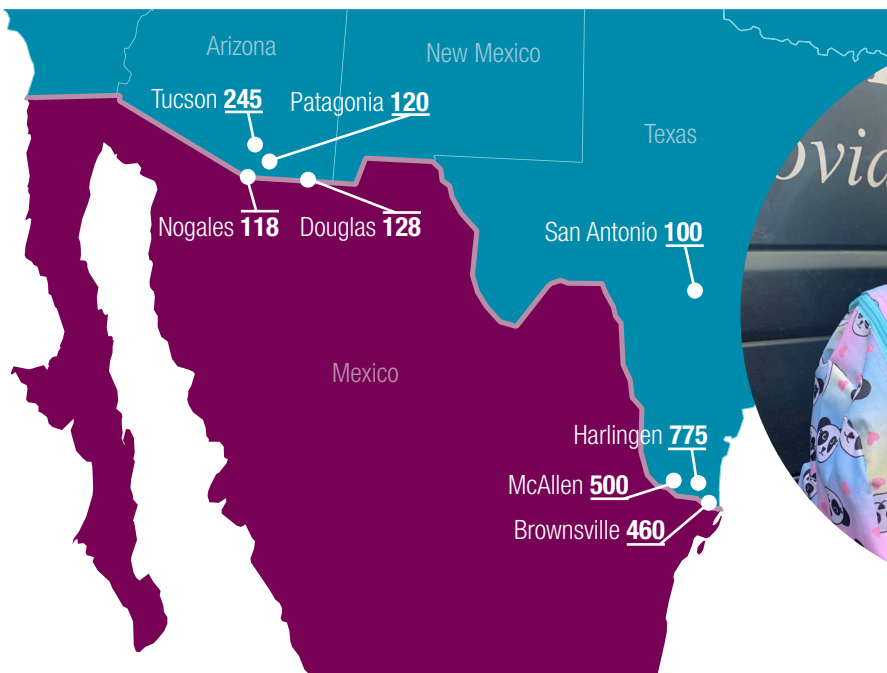 Arizona
New Mexico
Tucson 245
Patagonia 120
Texas
Nogales 118
Douglas 128
San Antonio 100
Mexico
Harlingen 775
McAllen 500
Brownsville 460